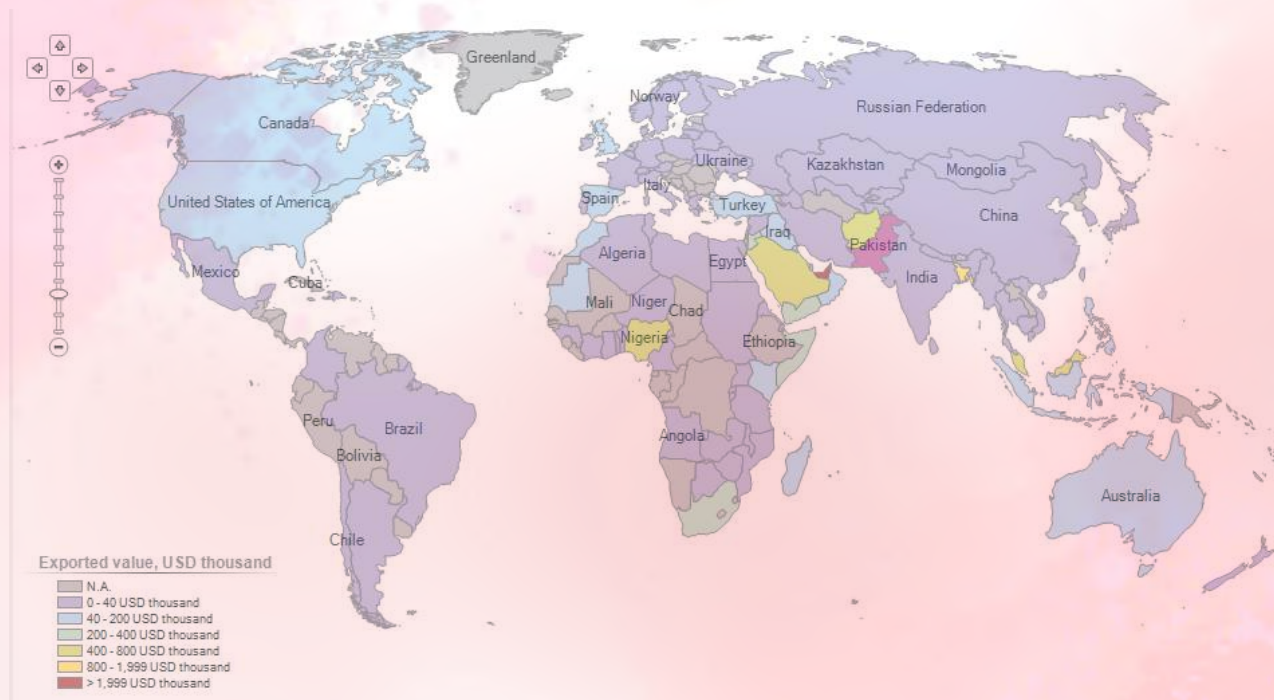 Greenland
Norway
Russian Federation
Canada
Ukraine
Kazakhstan
Mongolia
Italy
Spain
Turkey
United States of America
China
Iraq
Pakistan
Algeria
Egypt
India
Mexico
Cuba
Mali
Niger
Chad
Nigeria
Ethiopia
Peru
Brazil
Angola
Bolivia
Australia
Chile
Exported value, USD thousand
N.A.
0 - 40 USD thousand
40 - 200 USD thousand
200 - 400 USD thousand
400 - 800 USD thousand
800 - 1,999 USD thousand
> 1,999 USD thousand